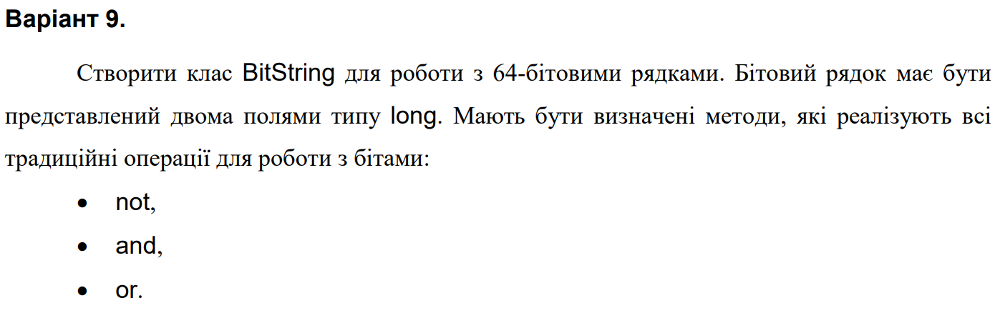 Варіант 9.
Створити клас BitString для роботи з 64-бітовими рядками. Бітовий рядок має бути
представлений двома полями типу long. Мають бути визначені методи, які реалізують всі
традиційні операції для роботи з бітами:
• not,
• and,
• or.